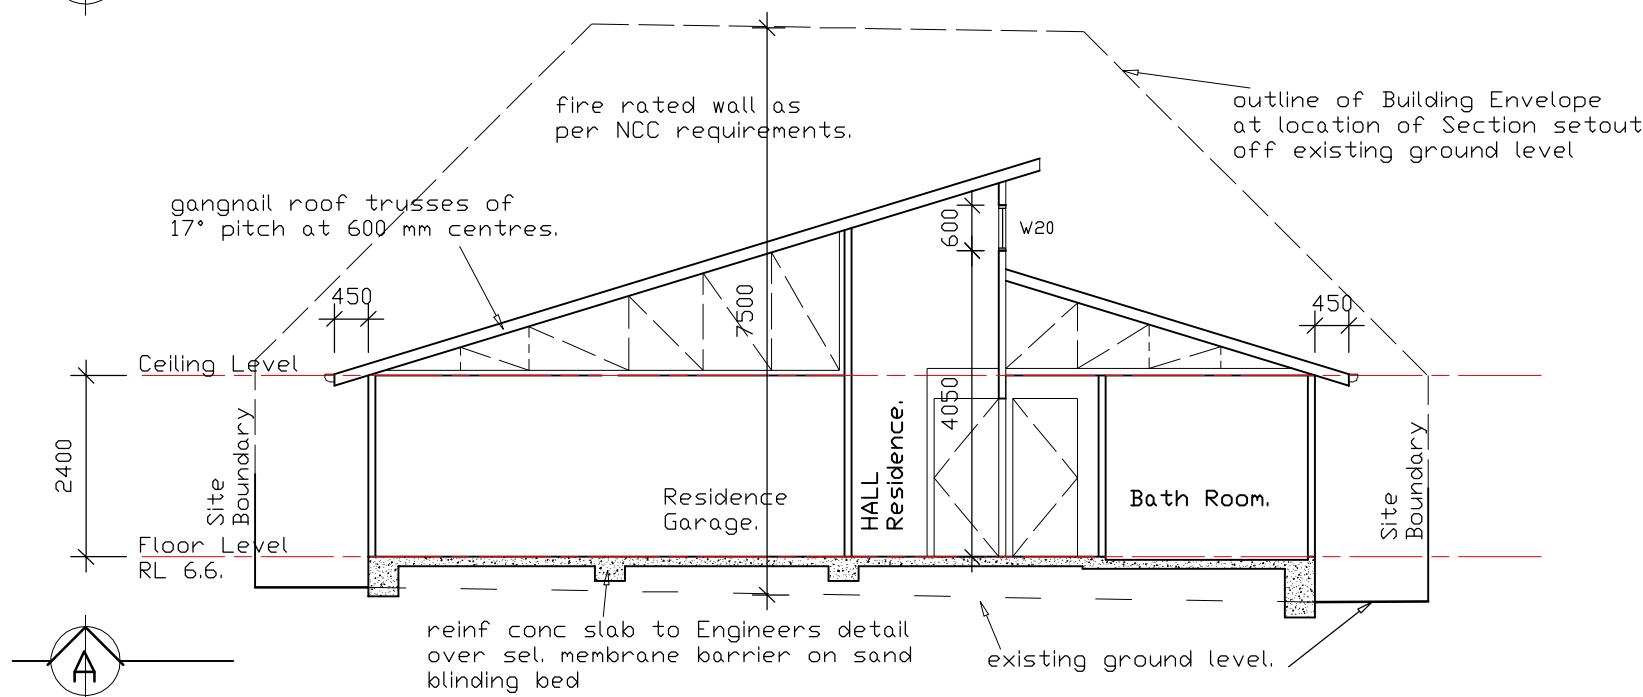 outline of Building Envelope
at location of Section setout
off existing ground level
fire rated wall as
per NCC requirements.
gangnail roof trusses of
17° pitch at 600 mm centres.
600
W20
450
7500
450
Ceiling Level
4050
2400
Site
Boundary
HALL
Residence.
Residence
Garage.
Bath Room.
Site
Boundary
Floor Level
RL 6.6.
reinf conc slab to Engineers detail
over sel. membrane barrier on sand
blinding bed
existing ground level.
A